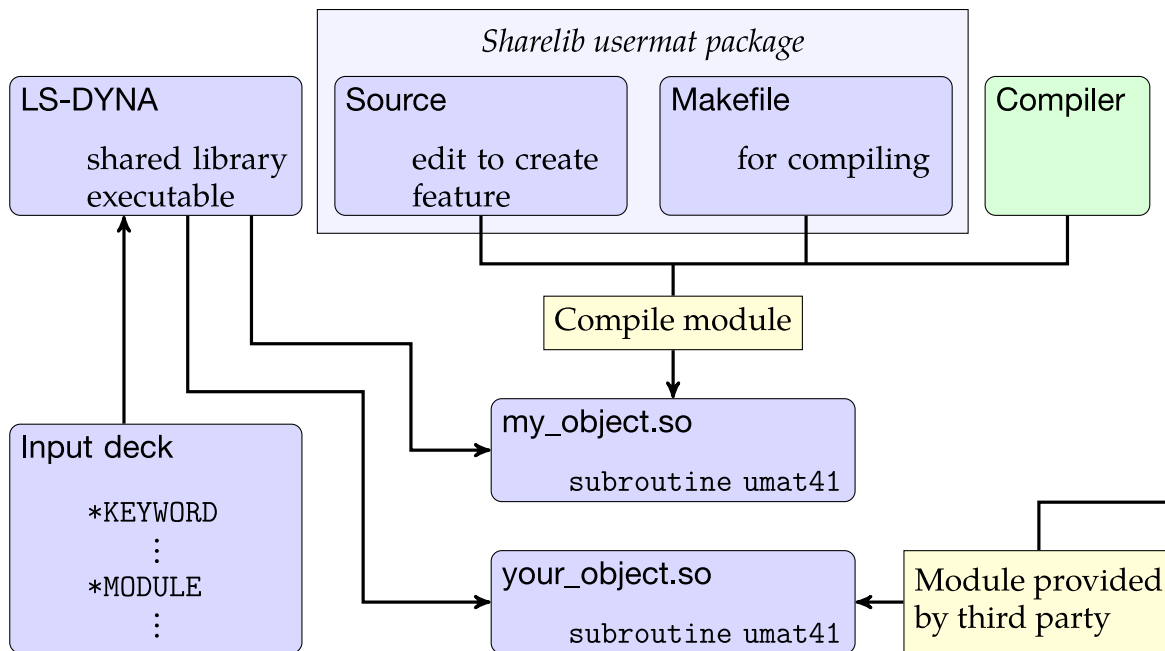 Sharelib usermat package
LS-DYNA
shared library
executable
Source
edit to create
feature
Makefile
for compiling
Compiler
Compile module
my_object.so
subroutine umat41
Input deck
*KEYWORD
⋮
*MODULE
⋮
your_object.so
subroutine umat41
Module provided
by third party